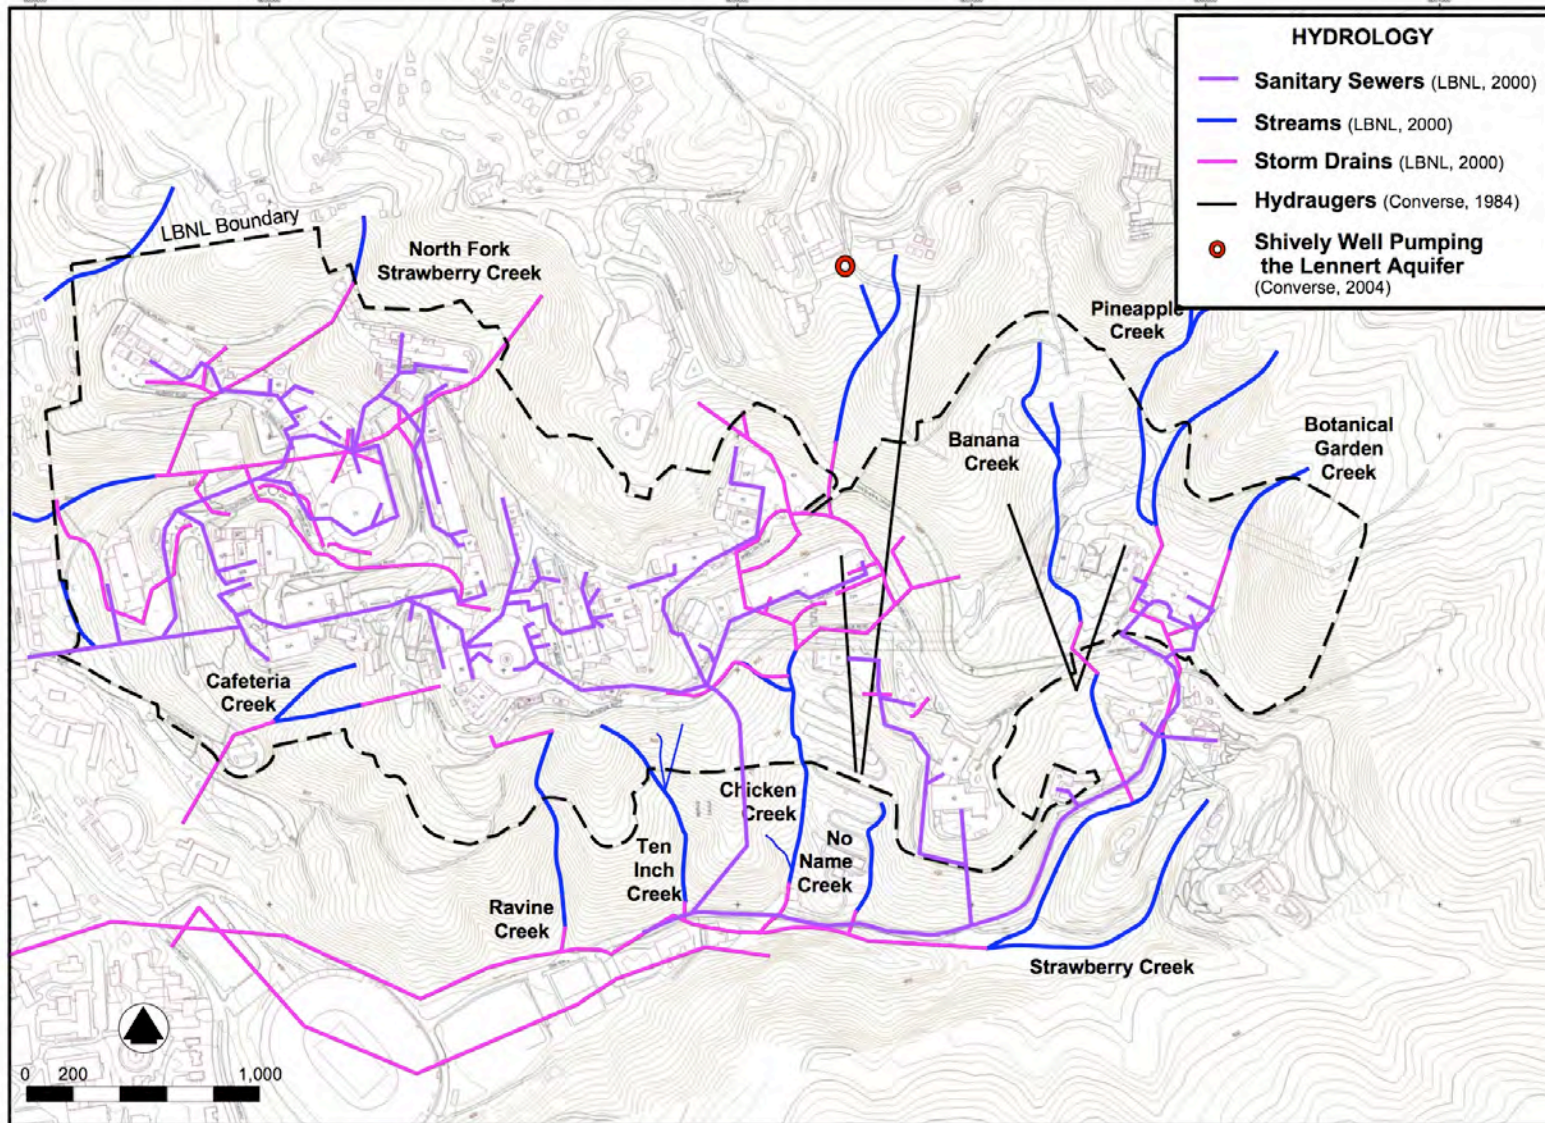 HYDROLOGY
Sanitary Sewers (LBNL, 2000)
Streams (LBNL, 2000)
Storm Drains (LBNL, 2000)
Hydraugers (Converse, 1984)
Shively Well Pumping
the Lennert Aquifer
(Converse, 2004)
LBNL Boundary
North Fork
Strawberry Creek
Pineapple
Creek
Banana
Creek
Botanical
Garden
Creek
Cafeteria
Creek
Chicken
Creek
No
Name
Creek
Ten
Inch
Creek
Ravine
Creek
Strawberry Creek
0 200 1,000